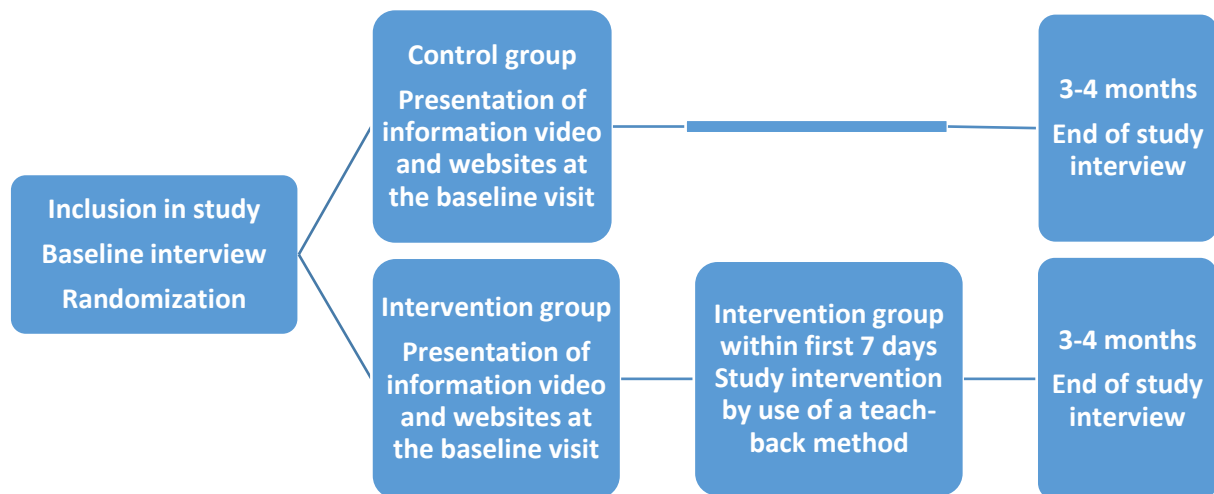 Inclusion in study
Baseline interview
Randomization
Control group
Presentation of
information video
and websites at
the baseline visit
3-4 months
End of study
interview
Intervention group
Presentation of
information video
and websites at
the baseline visit
Intervention group
within first 7 days
Study intervention
by use of a teach-
back method
3-4 months
End of study
interview